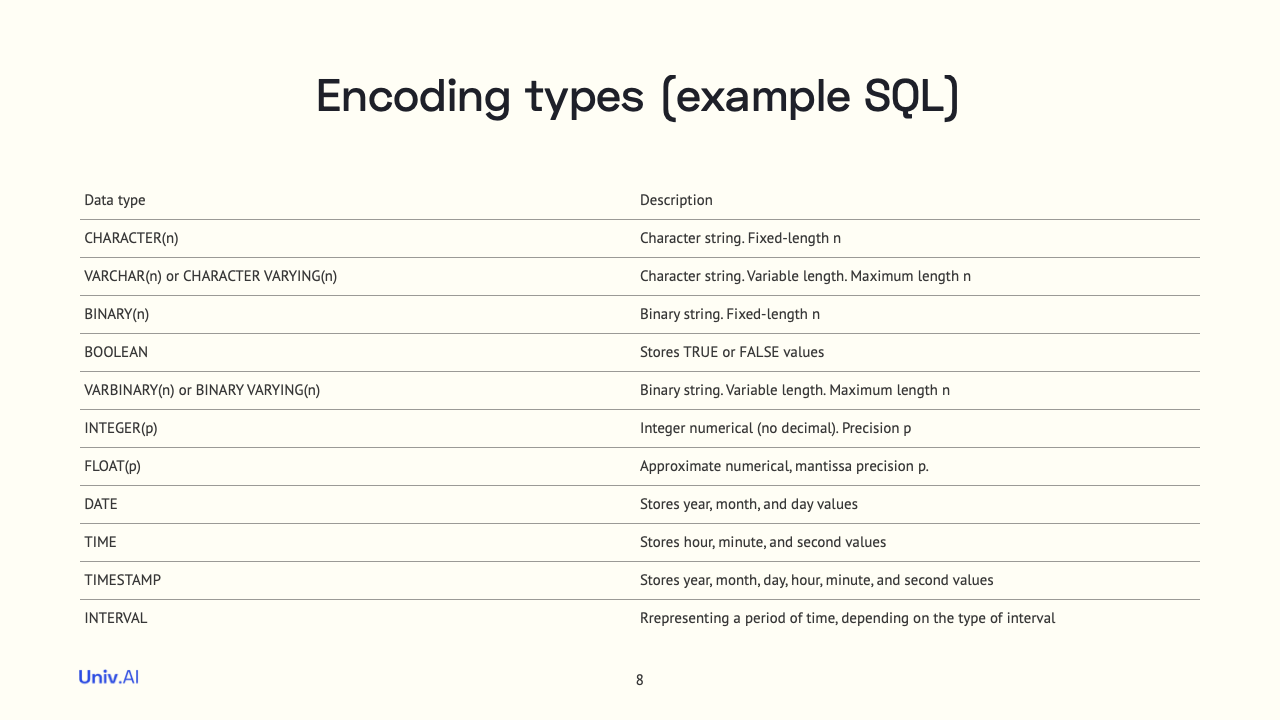 Encoding types (example SQL)
Data type Description
CHARACTER(n) Character string. Fixed-length n
VARCHAR(n) or CHARACTER VARYING(n) Character string. Variable length. Maximum length n
BINARY(n) Binary string. Fixed-length n
BOOLEAN Stores TRUE or FALSE values
VARBINARY(n) or BINARY VARYING(n) Binary string. Variable length. Maximum length n
INTEGER(p) Integer numerical (no decimal). Precision p
FLOAT(p) Approximate numerical, mantissa precision p.
DATE Stores year, month, and day values
TIME Stores hour, minute, and second values
TIMESTAMP Stores year, month, day, hour, minute, and second values
INTERVAL Rrepresenting a period of time, depending on the type of interval
Univ.AI 8